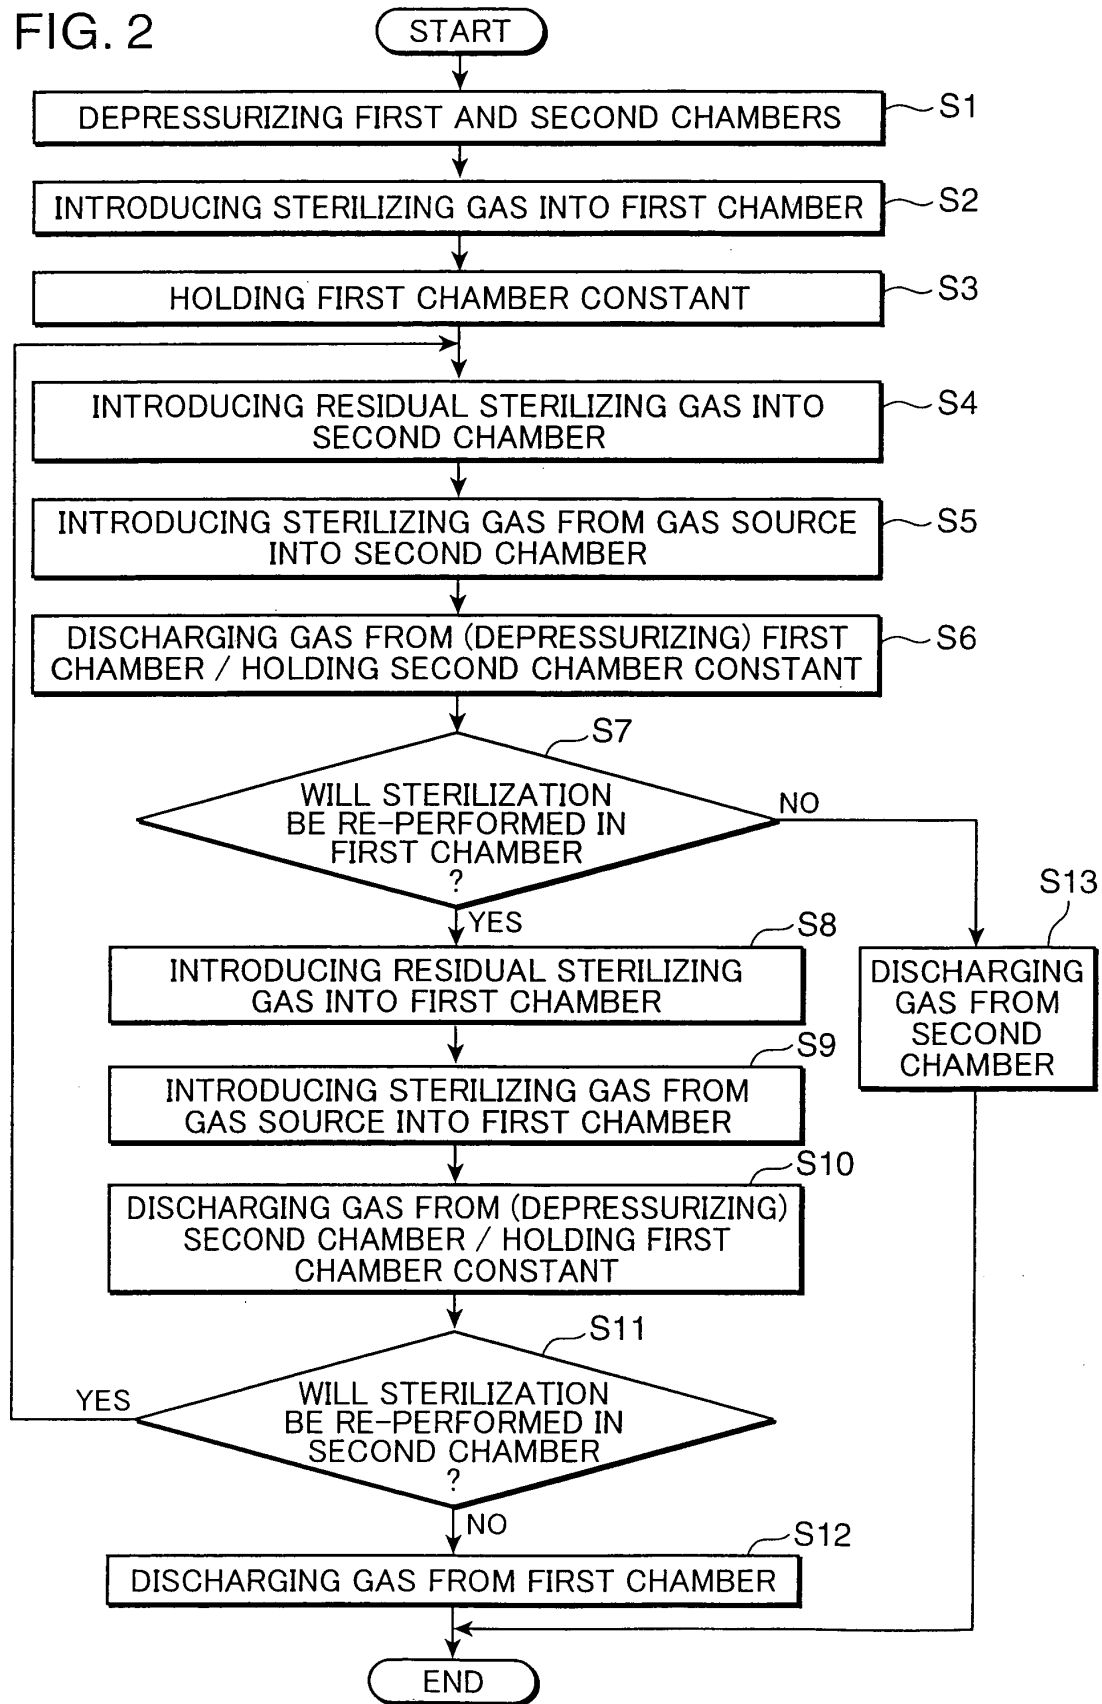 FIG. 2
START
DEPRESSURIZING FIRST AND SECOND CHAMBERS
S1
INTRODUCING STERILIZING GAS INTO FIRST CHAMBER
S2
HOLDING FIRST CHAMBER CONSTANT
S3
INTRODUCING RESIDUAL STERILIZING GAS INTO
SECOND CHAMBER
S4
INTRODUCING STERILIZING GAS FROM GAS SOURCE
INTO SECOND CHAMBER
S5
DISCHARGING GAS FROM (DEPRESSURIZING) FIRST
CHAMBER / HOLDING SECOND CHAMBER CONSTANT
S6
S7
WILL STERILIZATION
BE RE-PERFORMED IN
FIRST CHAMBER
?
NO
YES
S8
INTRODUCING RESIDUAL STERILIZING
GAS INTO FIRST CHAMBER
S13
DISCHARGING
GAS FROM
SECOND
CHAMBER
S9
INTRODUCING STERILIZING GAS FROM
GAS SOURCE INTO FIRST CHAMBER
S10
DISCHARGING GAS FROM (DEPRESSURIZING)
SECOND CHAMBER / HOLDING FIRST
CHAMBER CONSTANT
S11
WILL STERILIZATION
BE RE-PERFORMED IN
SECOND CHAMBER
?
YES
NO
S12
DISCHARGING GAS FROM FIRST CHAMBER
END